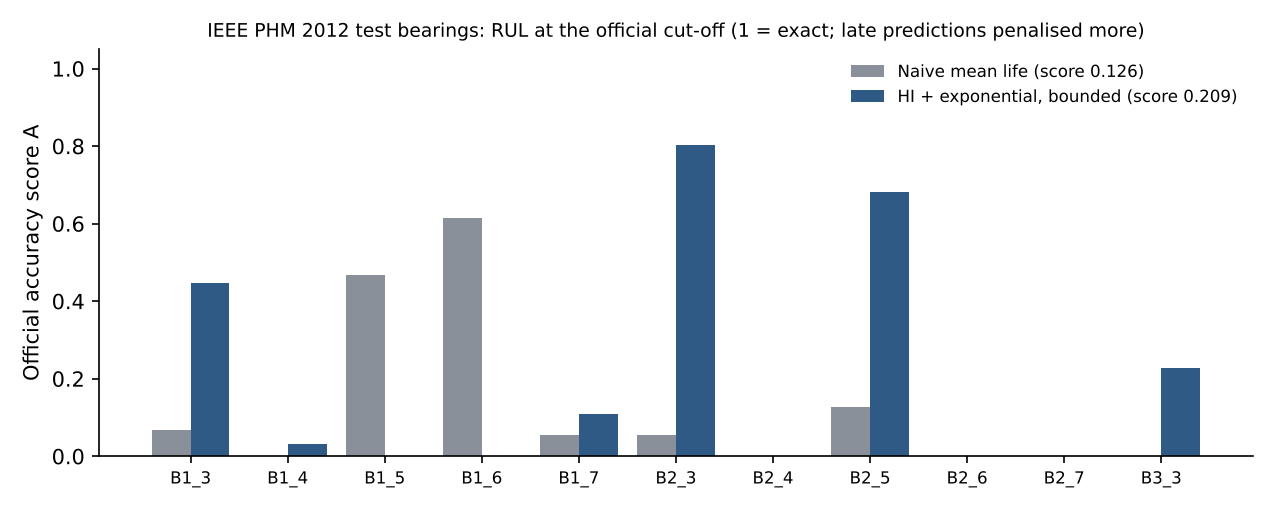 IEEE PHM 2012 test bearings: RUL at the official cut-off (1 = exact; late predictions penalised more)
Naive mean life (score 0.126)
HI + exponential, bounded (score 0.209)
Official accuracy score A
1.0
0.8
0.6
0.4
0.2
0.0
B1_3 B1_4 B1_5 B1_6 B1_7 B2_3 B2_4 B2_5 B2_6 B2_7 B3_3